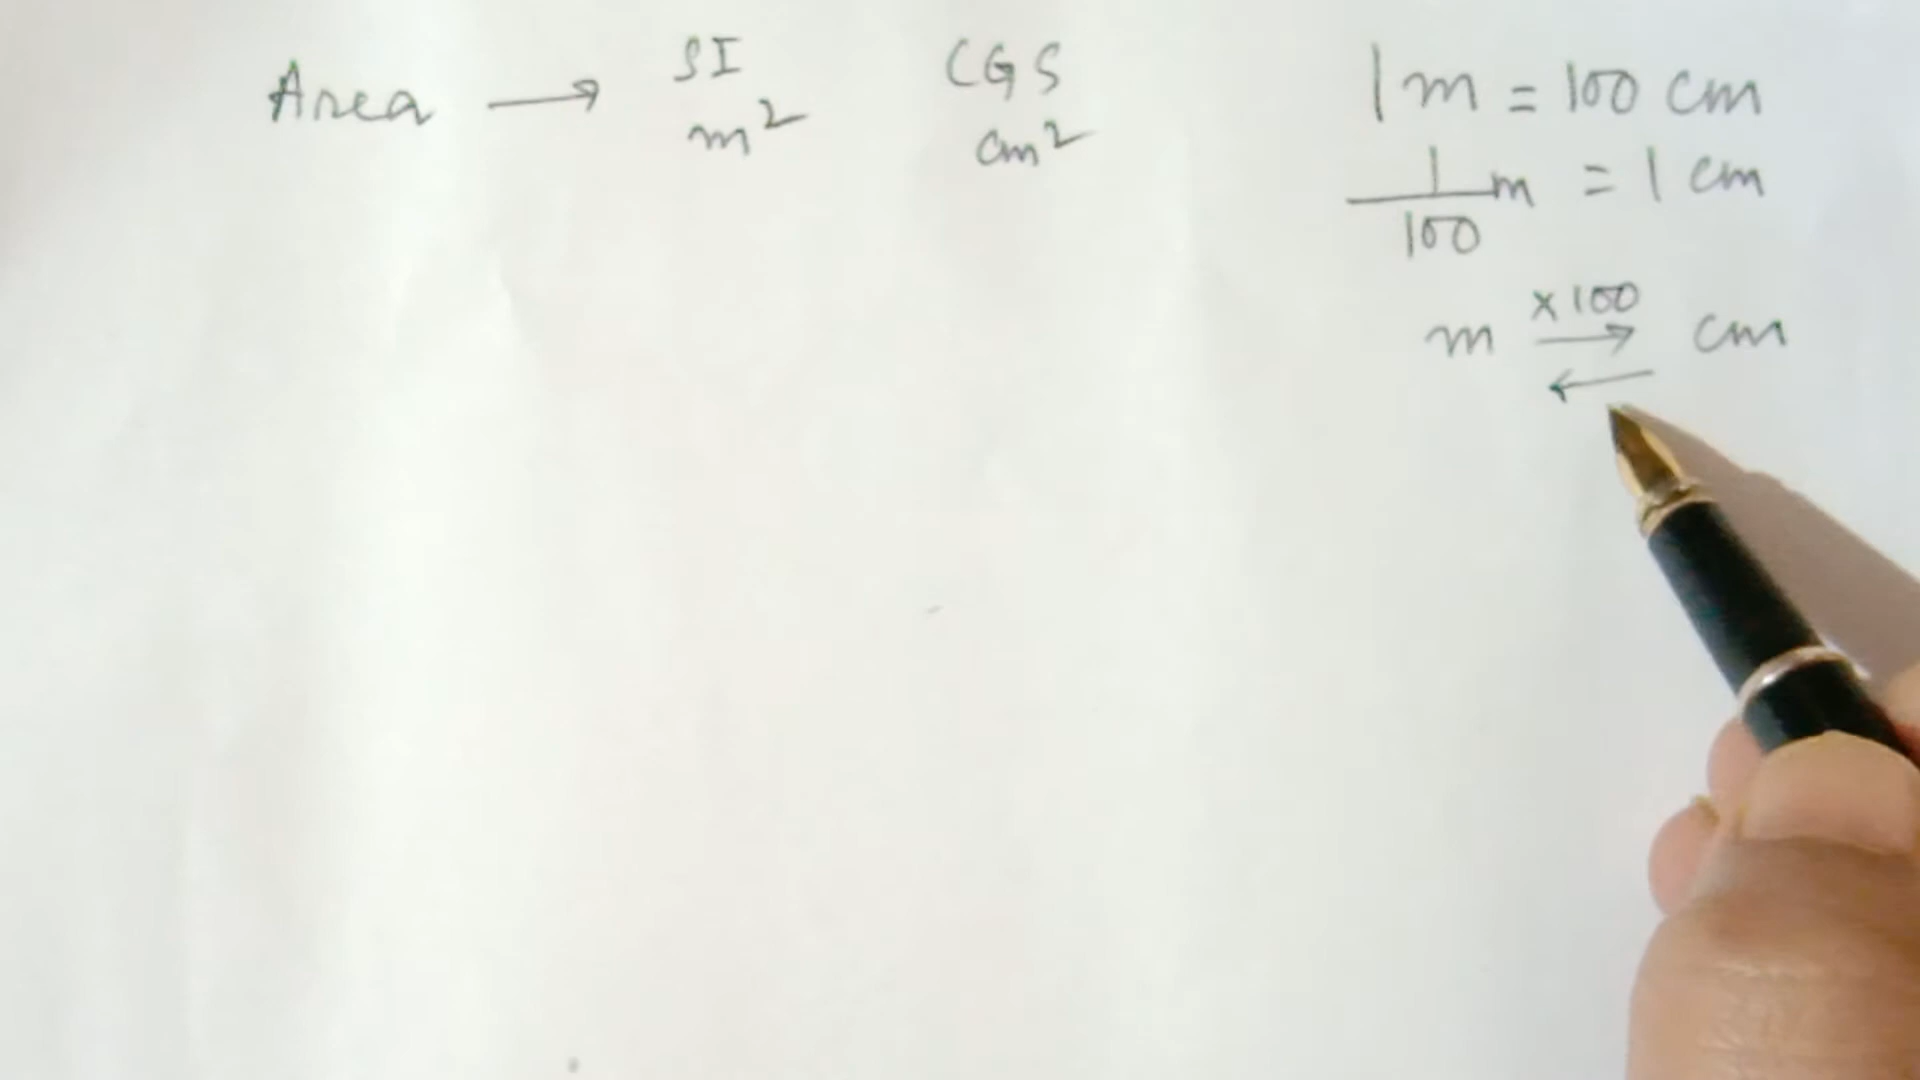 Area → SI CGS
m² cm²
1 m = 100 cm
1/100 m = 1 cm
m ×100 → cm
←